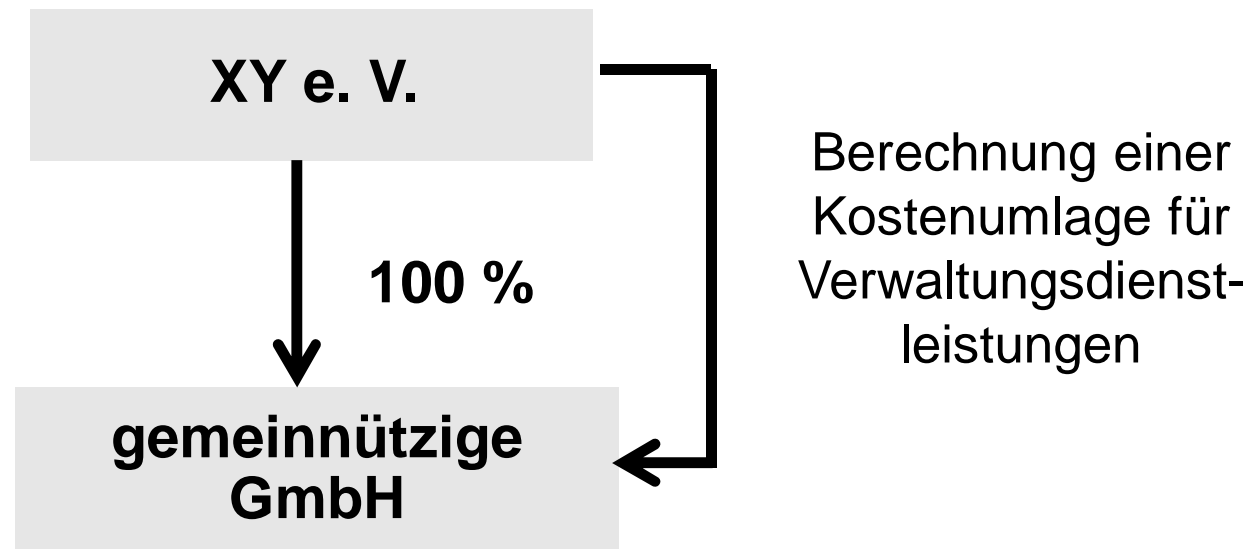 XY e. V.
100 %
gemeinnützige
GmbH
Berechnung einer
Kostenumlage für
Verwaltungsdienst-
leistungen